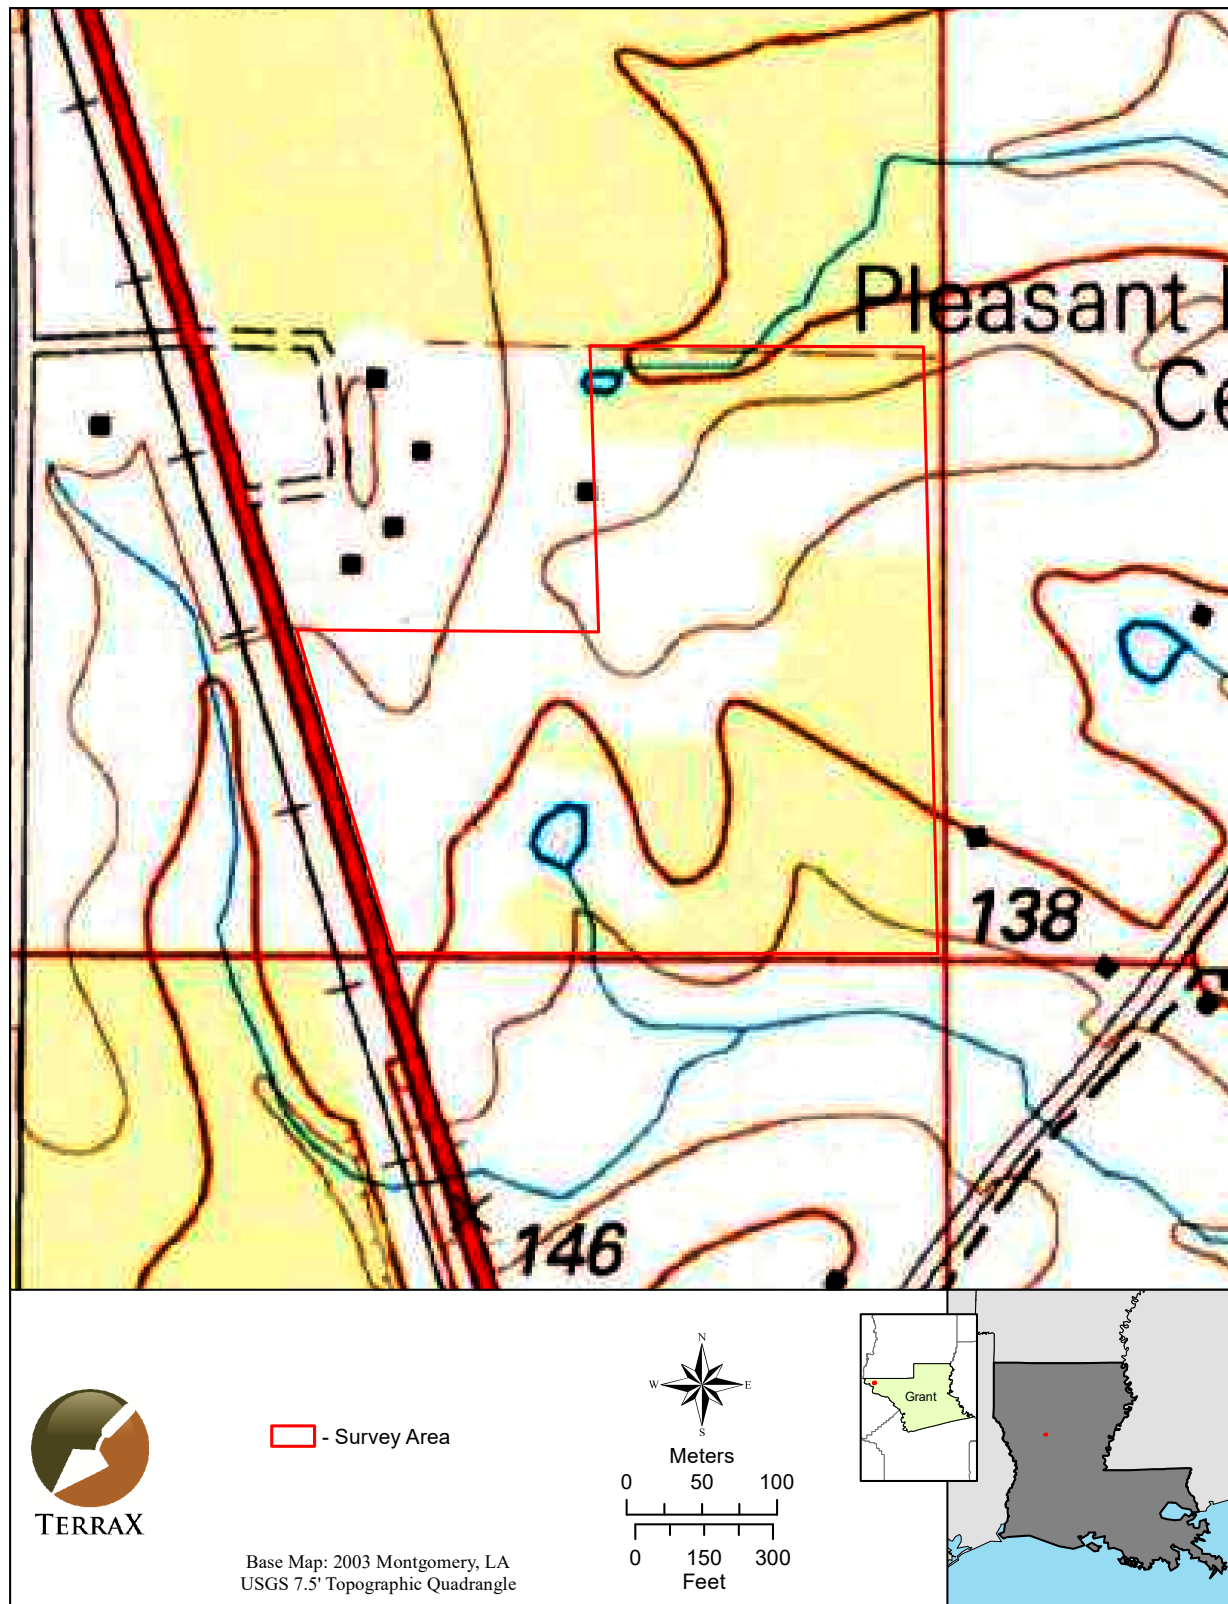 Pleasant
Ce
138
146
Grant
N
W E
S
- Survey Area
Meters
0 50 100
0 150 300
Feet
TERRAX
Base Map: 2003 Montgomery, LA
USGS 7.5' Topographic Quadrangle